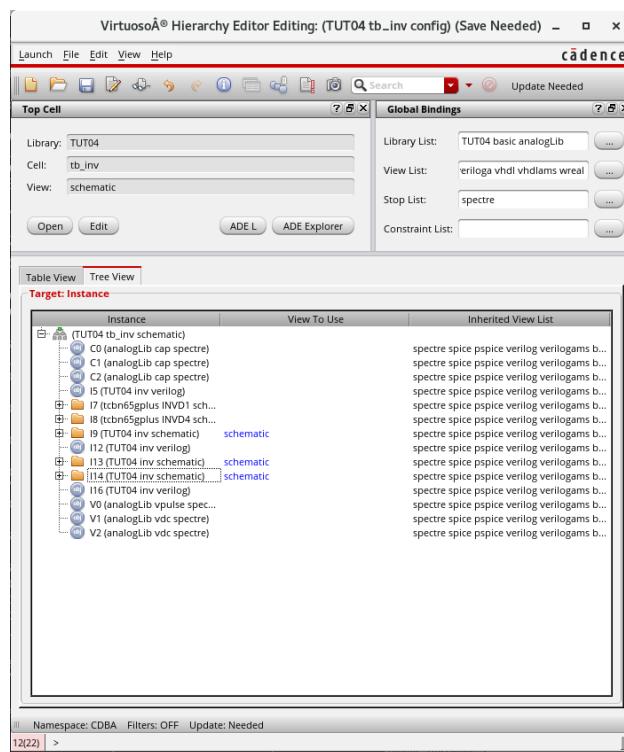 VirtuosoÂ® Hierarchy Editor Editing: (TUT04 tb_inv config) (Save Needed)
Launch File Edit View Help
cādence
Search
Update Needed
Top Cell
Library: TUT04
Cell: tb_inv
View: schematic
Open Edit ADE L ADE Explorer
Global Bindings
Library List: TUT04 basic analogLib ...
View List: eriloga vhdl vhdlams wreal ...
Stop List: spectre ...
Constraint List: ...
Table View Tree View
Target: Instance
Instance View To Use Inherited View List
(TUT04 tb_inv schematic)
C0 (analogLib cap spectre) spectre spice pspice verilog verilogams b...
C1 (analogLib cap spectre) spectre spice pspice verilog verilogams b...
C2 (analogLib cap spectre) spectre spice pspice verilog verilogams b...
I5 (TUT04 inv verilog) spectre spice pspice verilog verilogams b...
I7 (tcbn65gplus INVD1 sch... spectre spice pspice verilog verilogams b...
I8 (tcbn65gplus INVD4 sch... spectre spice pspice verilog verilogams b...
I9 (TUT04 inv schematic) schematic spectre spice pspice verilog verilogams b...
I12 (TUT04 inv verilog) spectre spice pspice verilog verilogams b...
I13 (TUT04 inv schematic) schematic spectre spice pspice verilog verilogams b...
I14 (TUT04 inv schematic) schematic spectre spice pspice verilog verilogams b...
I16 (TUT04 inv verilog) spectre spice pspice verilog verilogams b...
V0 (analogLib vpulse spec... spectre spice pspice verilog verilogams b...
V1 (analogLib vdc spectre) spectre spice pspice verilog verilogams b...
V2 (analogLib vdc spectre) spectre spice pspice verilog verilogams b...
Namespace: CDBA Filters: OFF Update: Needed
12(22) >